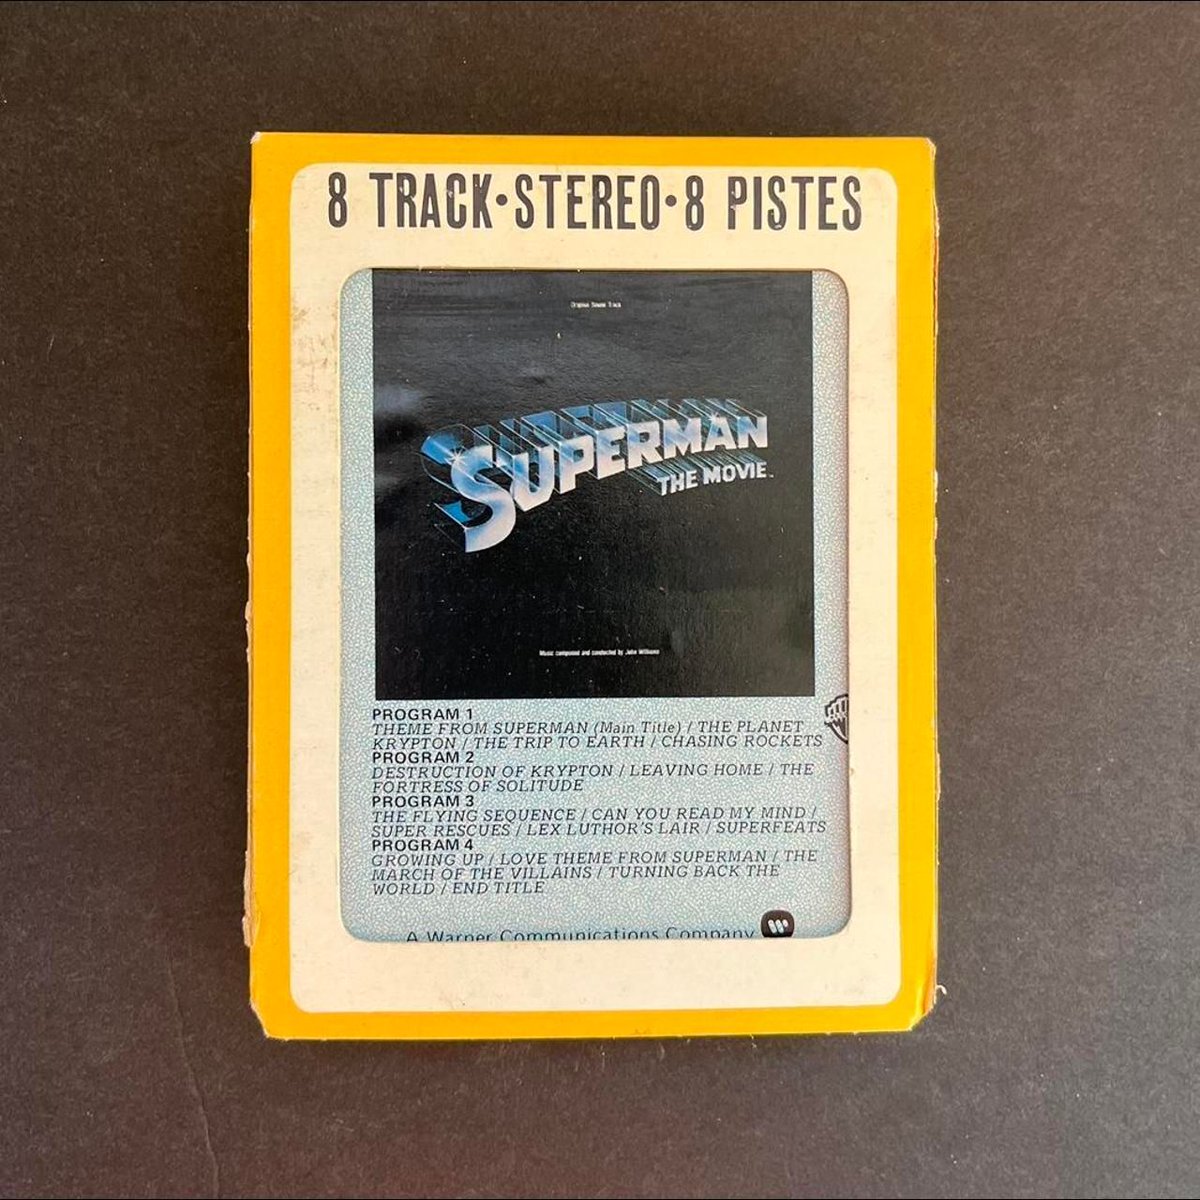 8 TRACK•STEREO•8 PISTES
Original Sound Track
SUPERMAN
THE MOVIE™
Music composed and conducted by John Williams
PROGRAM 1
THEME FROM SUPERMAN (Main Title) / THE PLANET
KRYPTON / THE TRIP TO EARTH / CHASING ROCKETS
PROGRAM 2
DESTRUCTION OF KRYPTON / LEAVING HOME / THE
FORTRESS OF SOLITUDE
PROGRAM 3
THE FLYING SEQUENCE / CAN YOU READ MY MIND /
SUPER RESCUES / LEX LUTHOR'S LAIR / SUPERFEATS
PROGRAM 4
GROWING UP / LOVE THEME FROM SUPERMAN / THE
MARCH OF THE VILLAINS / TURNING BACK THE
WORLD / END TITLE
A Warner Communications Company